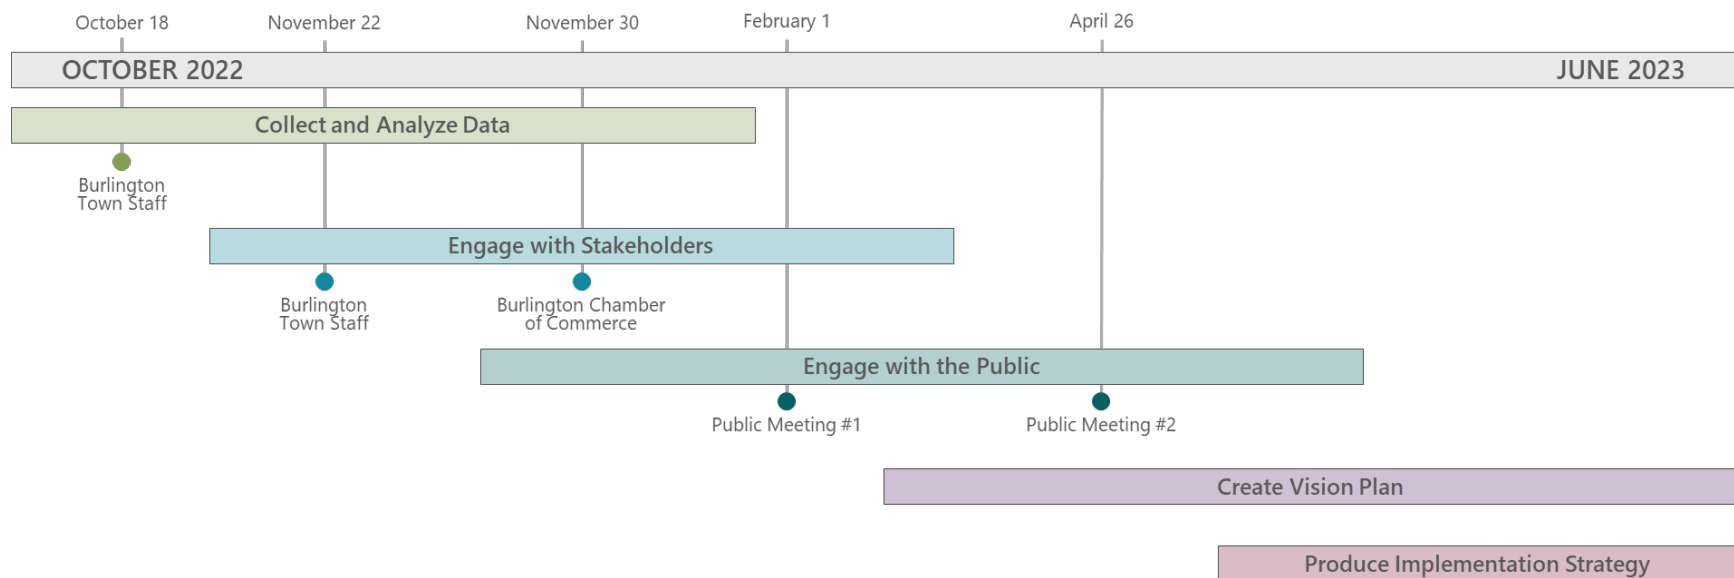 October 18
November 22
November 30
February 1
April 26
OCTOBER 2022
JUNE 2023
Collect and Analyze Data
Burlington
Town Staff
Engage with Stakeholders
Burlington
Town Staff
Burlington Chamber
of Commerce
Engage with the Public
Public Meeting #1
Public Meeting #2
Create Vision Plan
Produce Implementation Strategy